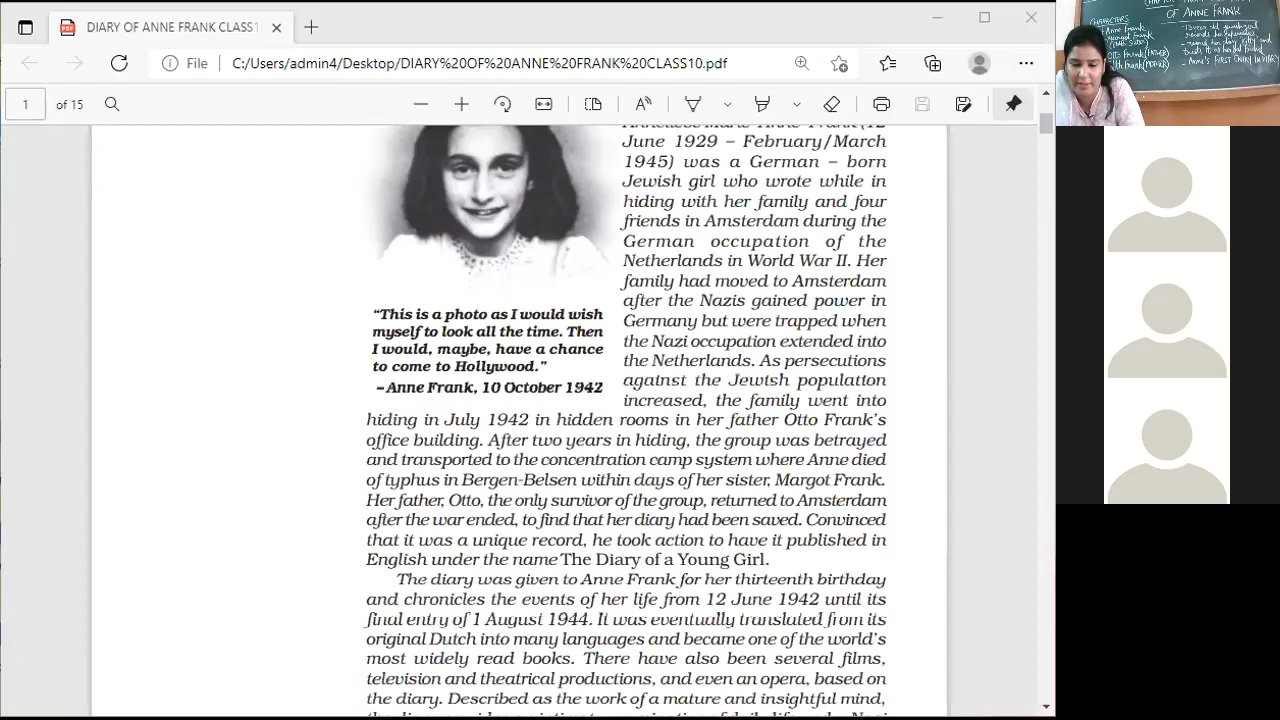 DIARY OF ANNE FRANK CLASS1
File
C:/Users/admin4/Desktop/DIARY%20OF%20ANNE%20FRANK%20CLASS10.pdf
1 of 15
June 1929 – February/March
1945) was a German – born
Jewish girl who wrote while in
hiding with her family and four
friends in Amsterdam during the
German occupation of the
Netherlands in World War II. Her
family had moved to Amsterdam
after the Nazis gained power in
Germany but were trapped when
the Nazi occupation extended into
the Netherlands. As persecutions
against the Jewish population
increased, the family went into
"This is a photo as I would wish
myself to look all the time. Then
I would, maybe, have a chance
to come to Hollywood."
– Anne Frank, 10 October 1942
hiding in July 1942 in hidden rooms in her father Otto Frank's
office building. After two years in hiding, the group was betrayed
and transported to the concentration camp system where Anne died
of typhus in Bergen-Belsen within days of her sister, Margot Frank.
Her father, Otto, the only survivor of the group, returned to Amsterdam
after the war ended, to find that her diary had been saved. Convinced
that it was a unique record, he took action to have it published in
English under the name The Diary of a Young Girl.
The diary was given to Anne Frank for her thirteenth birthday
and chronicles the events of her life from 12 June 1942 until its
final entry of 1 August 1944. It was eventually translated from its
original Dutch into many languages and became one of the world's
most widely read books. There have also been several films,
television and theatrical productions, and even an opera, based on
the diary. Described as the work of a mature and insightful mind,
OF ANNE FRANK
CHARACTERS
Anne Frank
(FATHER)
Frank (MOTHER)